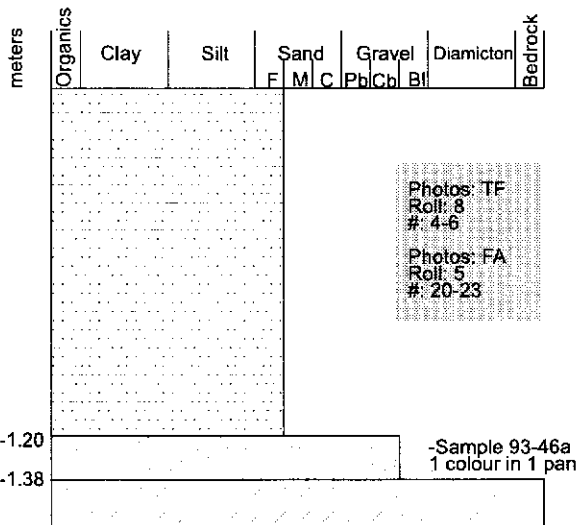 meters
Organics
Clay
Silt
Sand
Gravel
Diamicton
Bedrock
F M C Pb Cb Bl
Photos: TF
Roll: 8
#: 4-6
Photos: FA
Roll: 5
#: 20-23
-1.20
-Sample 93-46a
1 colour in 1 pan
-1.38